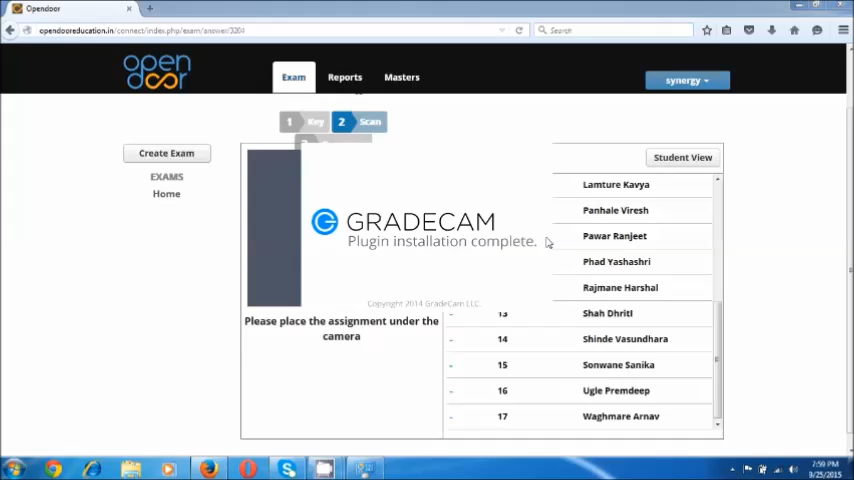 Opendoor
opendooreducation.in/connect/index.php/exam/answer/3204
Search
open door
Exam
Reports
Masters
synergy
1 Key
2 Scan
Create Exam
EXAMS
Home
Student View
GRADECAM
Plugin installation complete.
Copyright 2014 GradeCam LLC.
Please place the assignment under the
camera
Lamture Kavya
Panhale Viresh
Pawar Ranjeet
Phad Yashashri
Rajmane Harshal
13 Shah Dhritl
- 14 Shinde Vasundhara
- 15 Sonwane Sanika
- 16 Ugle Premdeep
- 17 Waghmare Arnav
7:59 PM
9/25/2015